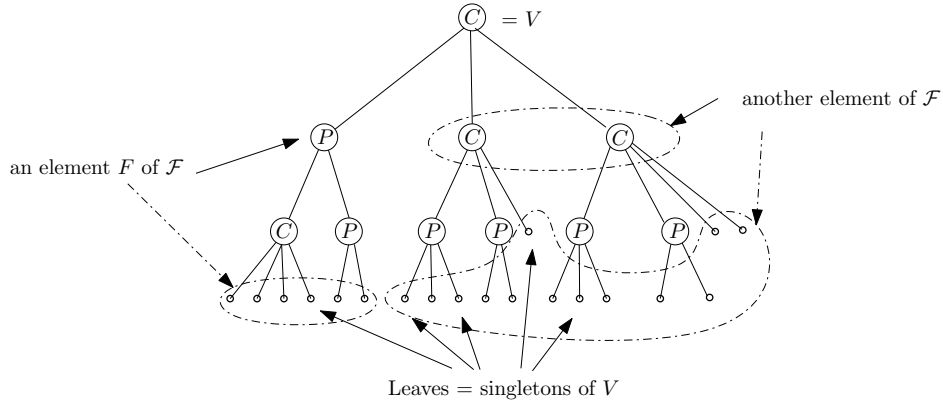 C = V
another element of 𝓕
P C C
an element F of 𝓕
C P P P P P
Leaves = singletons of V